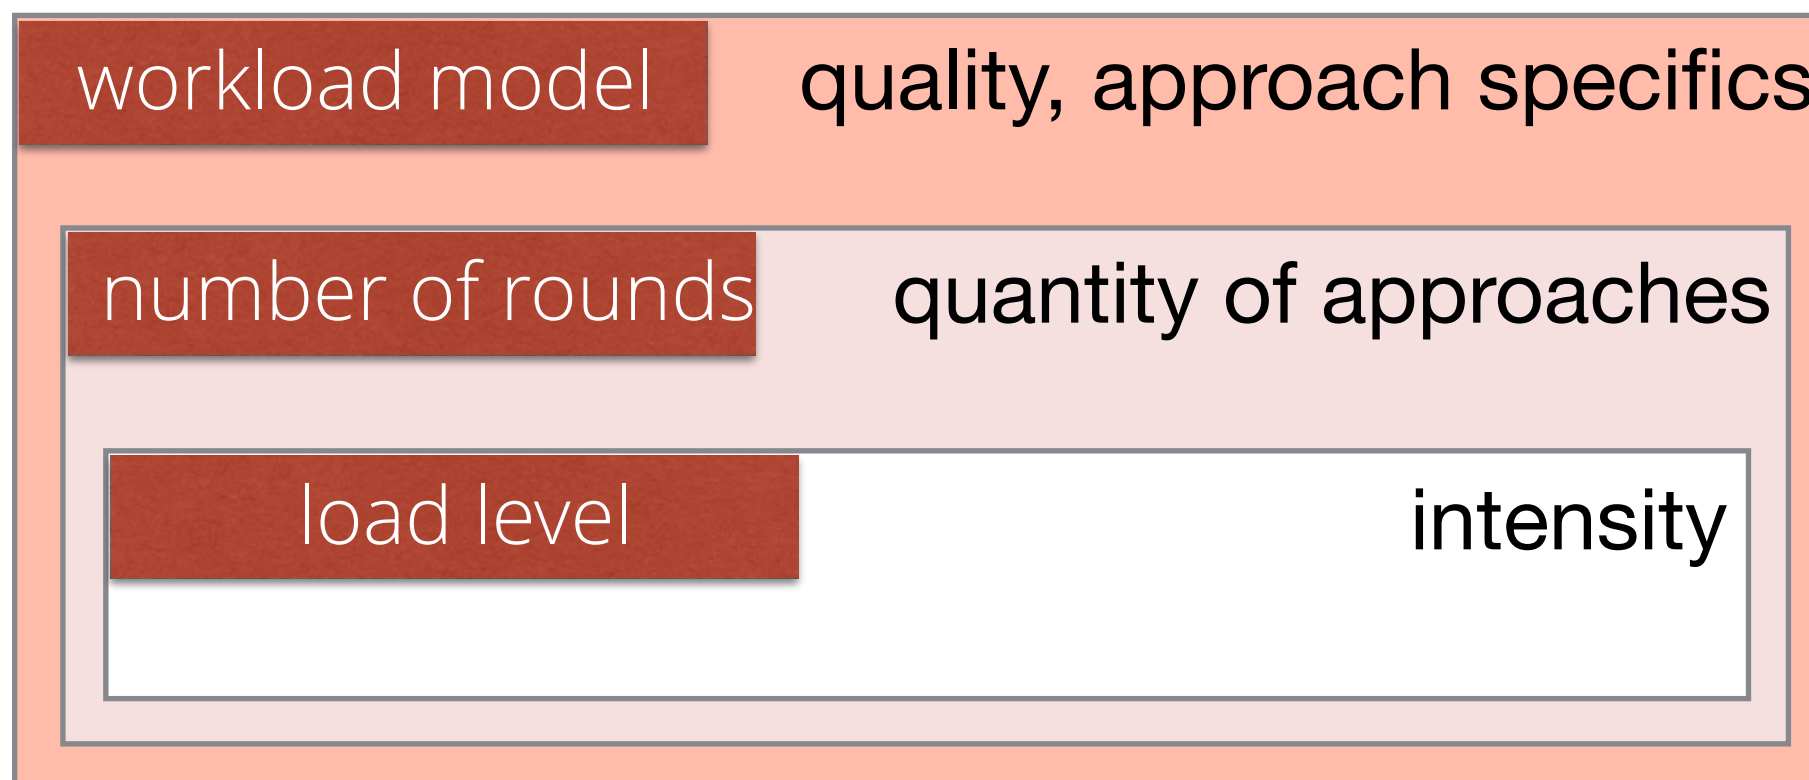 workload model quality, approach specifics
number of rounds quantity of approaches
load level intensity